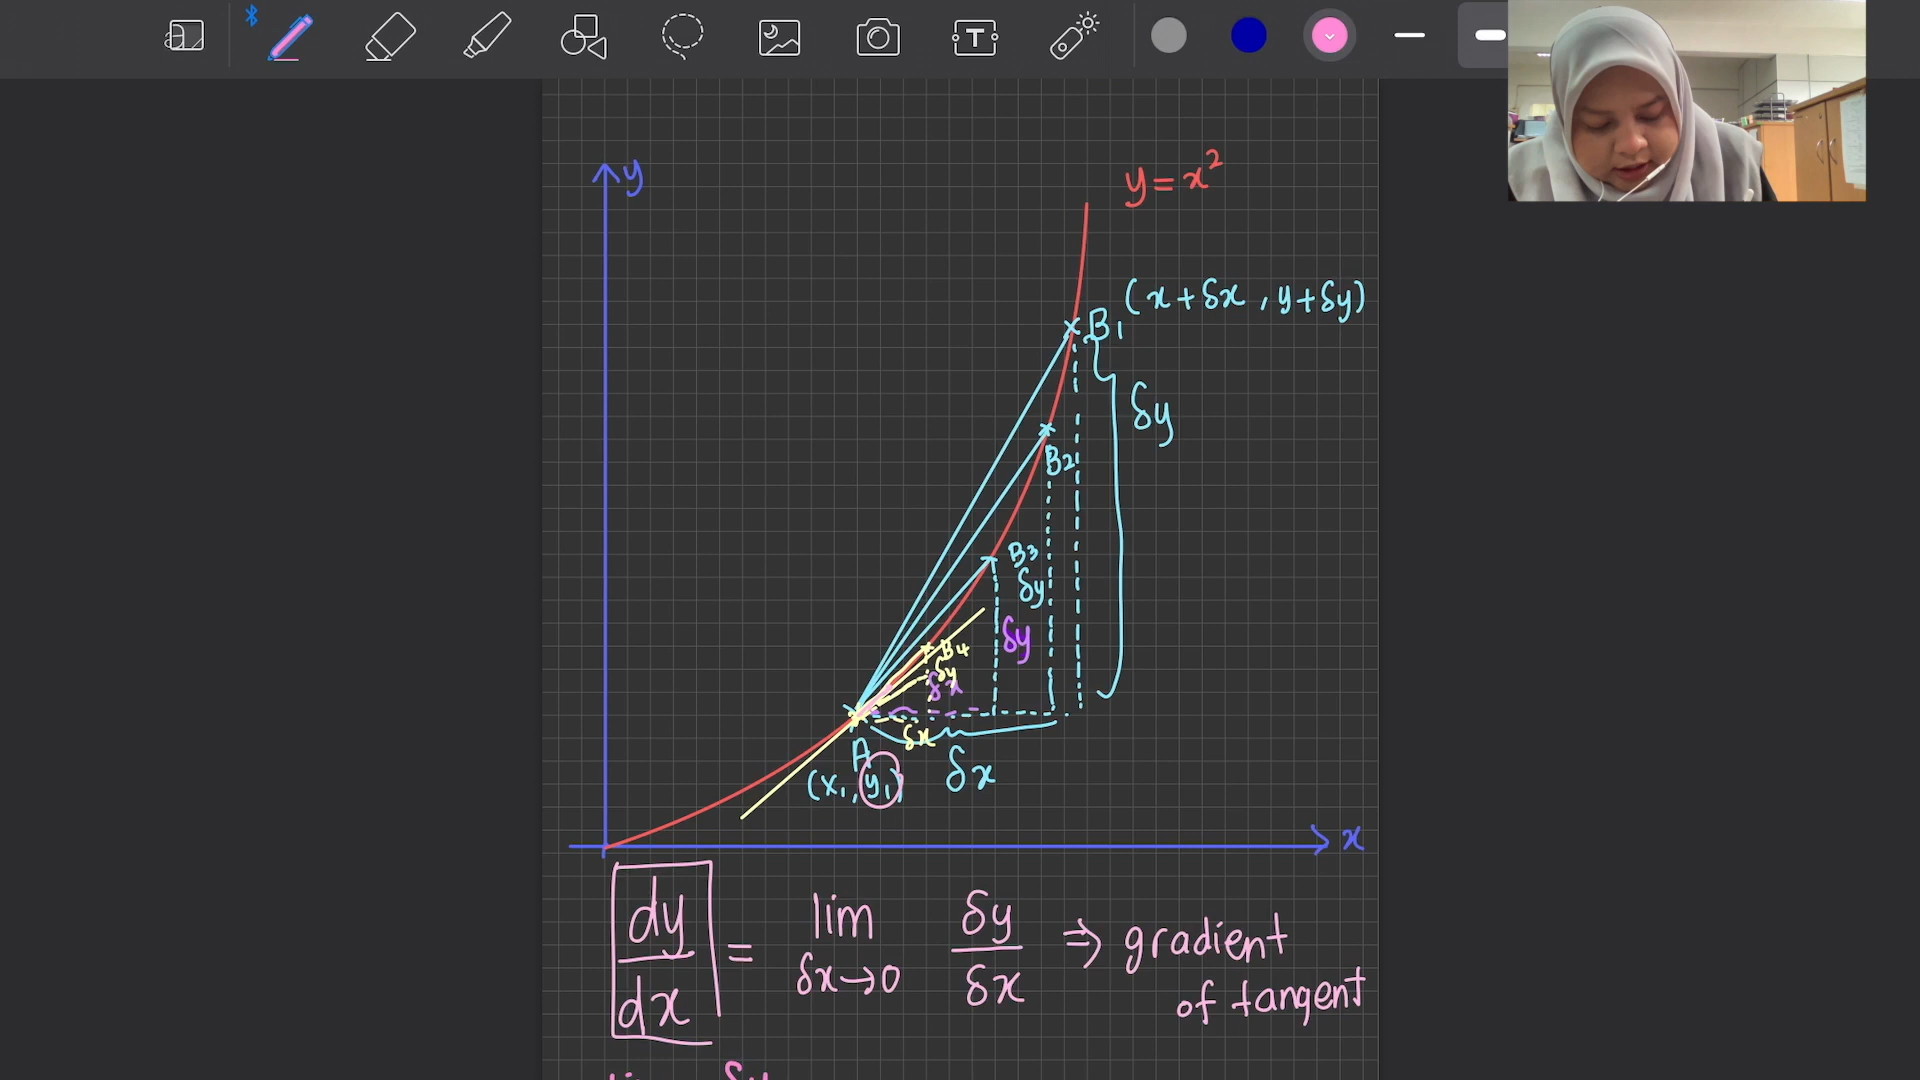 T
y
y = x²
(x + δx , y + δy)
B₁
δy
B₂
B₃
δy
δy
B₄
δy
δx
δx
A
(x₁, y₁)
δx
x
dy/dx = lim δx→0 δy/δx ⇒ gradient
of tangent